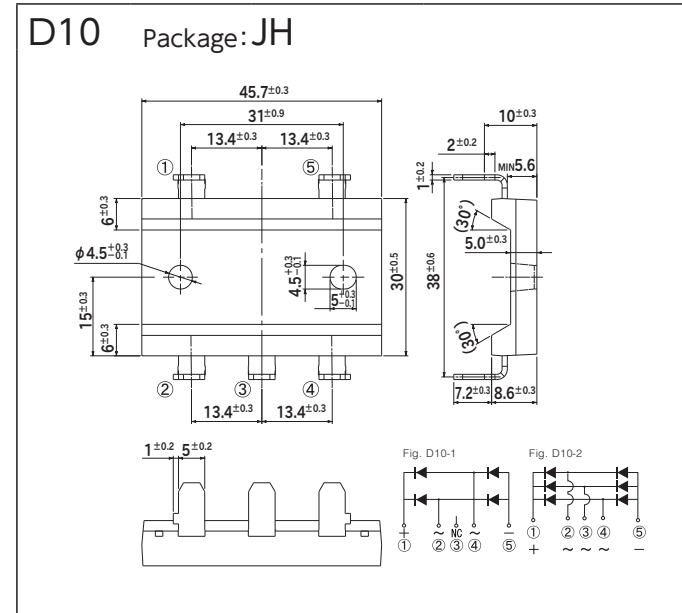 D10 Package: JH
45.7±0.3
31±0.9
13.4±0.3 13.4±0.3
① ⑤
6±0.3
φ4.5+0.3-0.1
4.5+0.3-0.1
5+0.3-0.1
15±0.3
6±0.3
30±0.5
② ③ ④
13.4±0.3 13.4±0.3
10±0.3
2±0.2
MIN5.6
1±0.2
(30°)
5.0±0.3
38±0.6
(30°)
7.2±0.3 8.6±0.3
1±0.2 5±0.2
Fig. D10-1
+ ~ NC ~ −
① ② ③ ④ ⑤
Fig. D10-2
① ② ③ ④ ⑤
+ ~ ~ ~ −